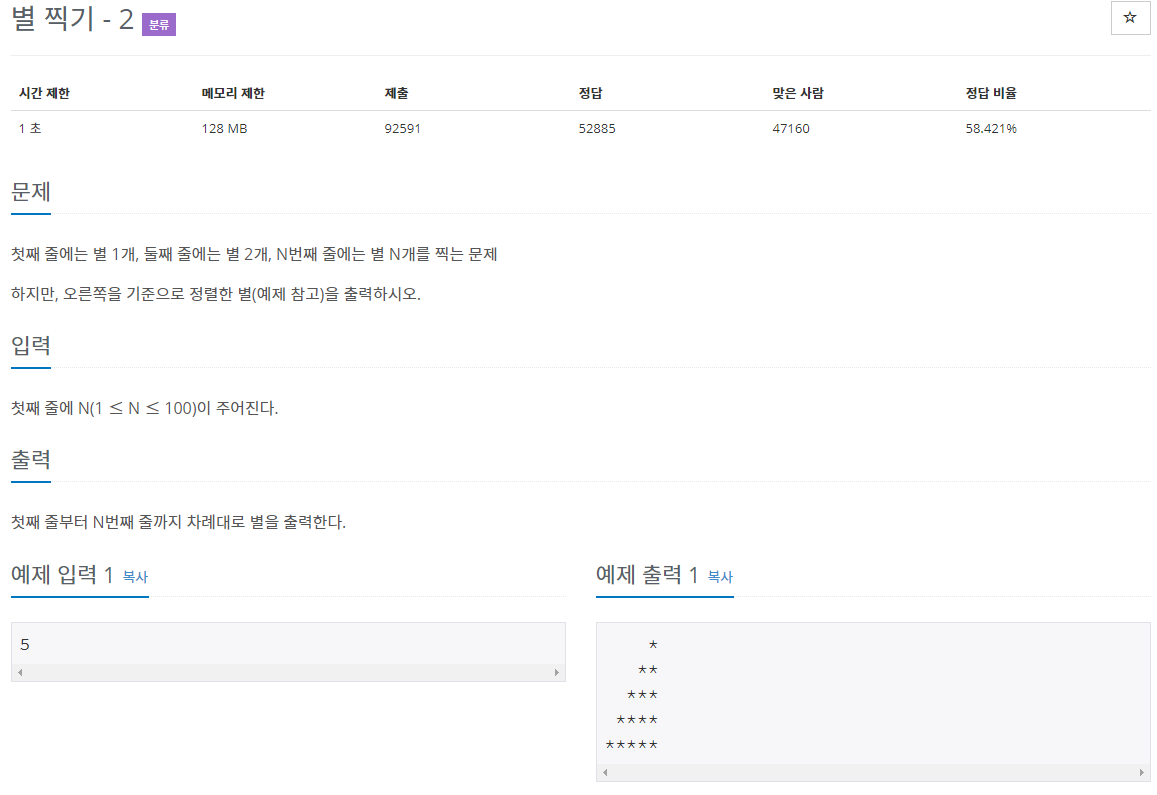 별 찍기 - 2 분류
☆
시간 제한 메모리 제한 제출 정답 맞은 사람 정답 비율
1 초 128 MB 92591 52885 47160 58.421%
문제
첫째 줄에는 별 1개, 둘째 줄에는 별 2개, N번째 줄에는 별 N개를 찍는 문제
하지만, 오른쪽을 기준으로 정렬한 별(예제 참고)을 출력하시오.
입력
첫째 줄에 N(1 ≤ N ≤ 100)이 주어진다.
출력
첫째 줄부터 N번째 줄까지 차례대로 별을 출력한다.
예제 입력 1 복사
5
예제 출력 1 복사
    *
   **
  ***
 ****
*****